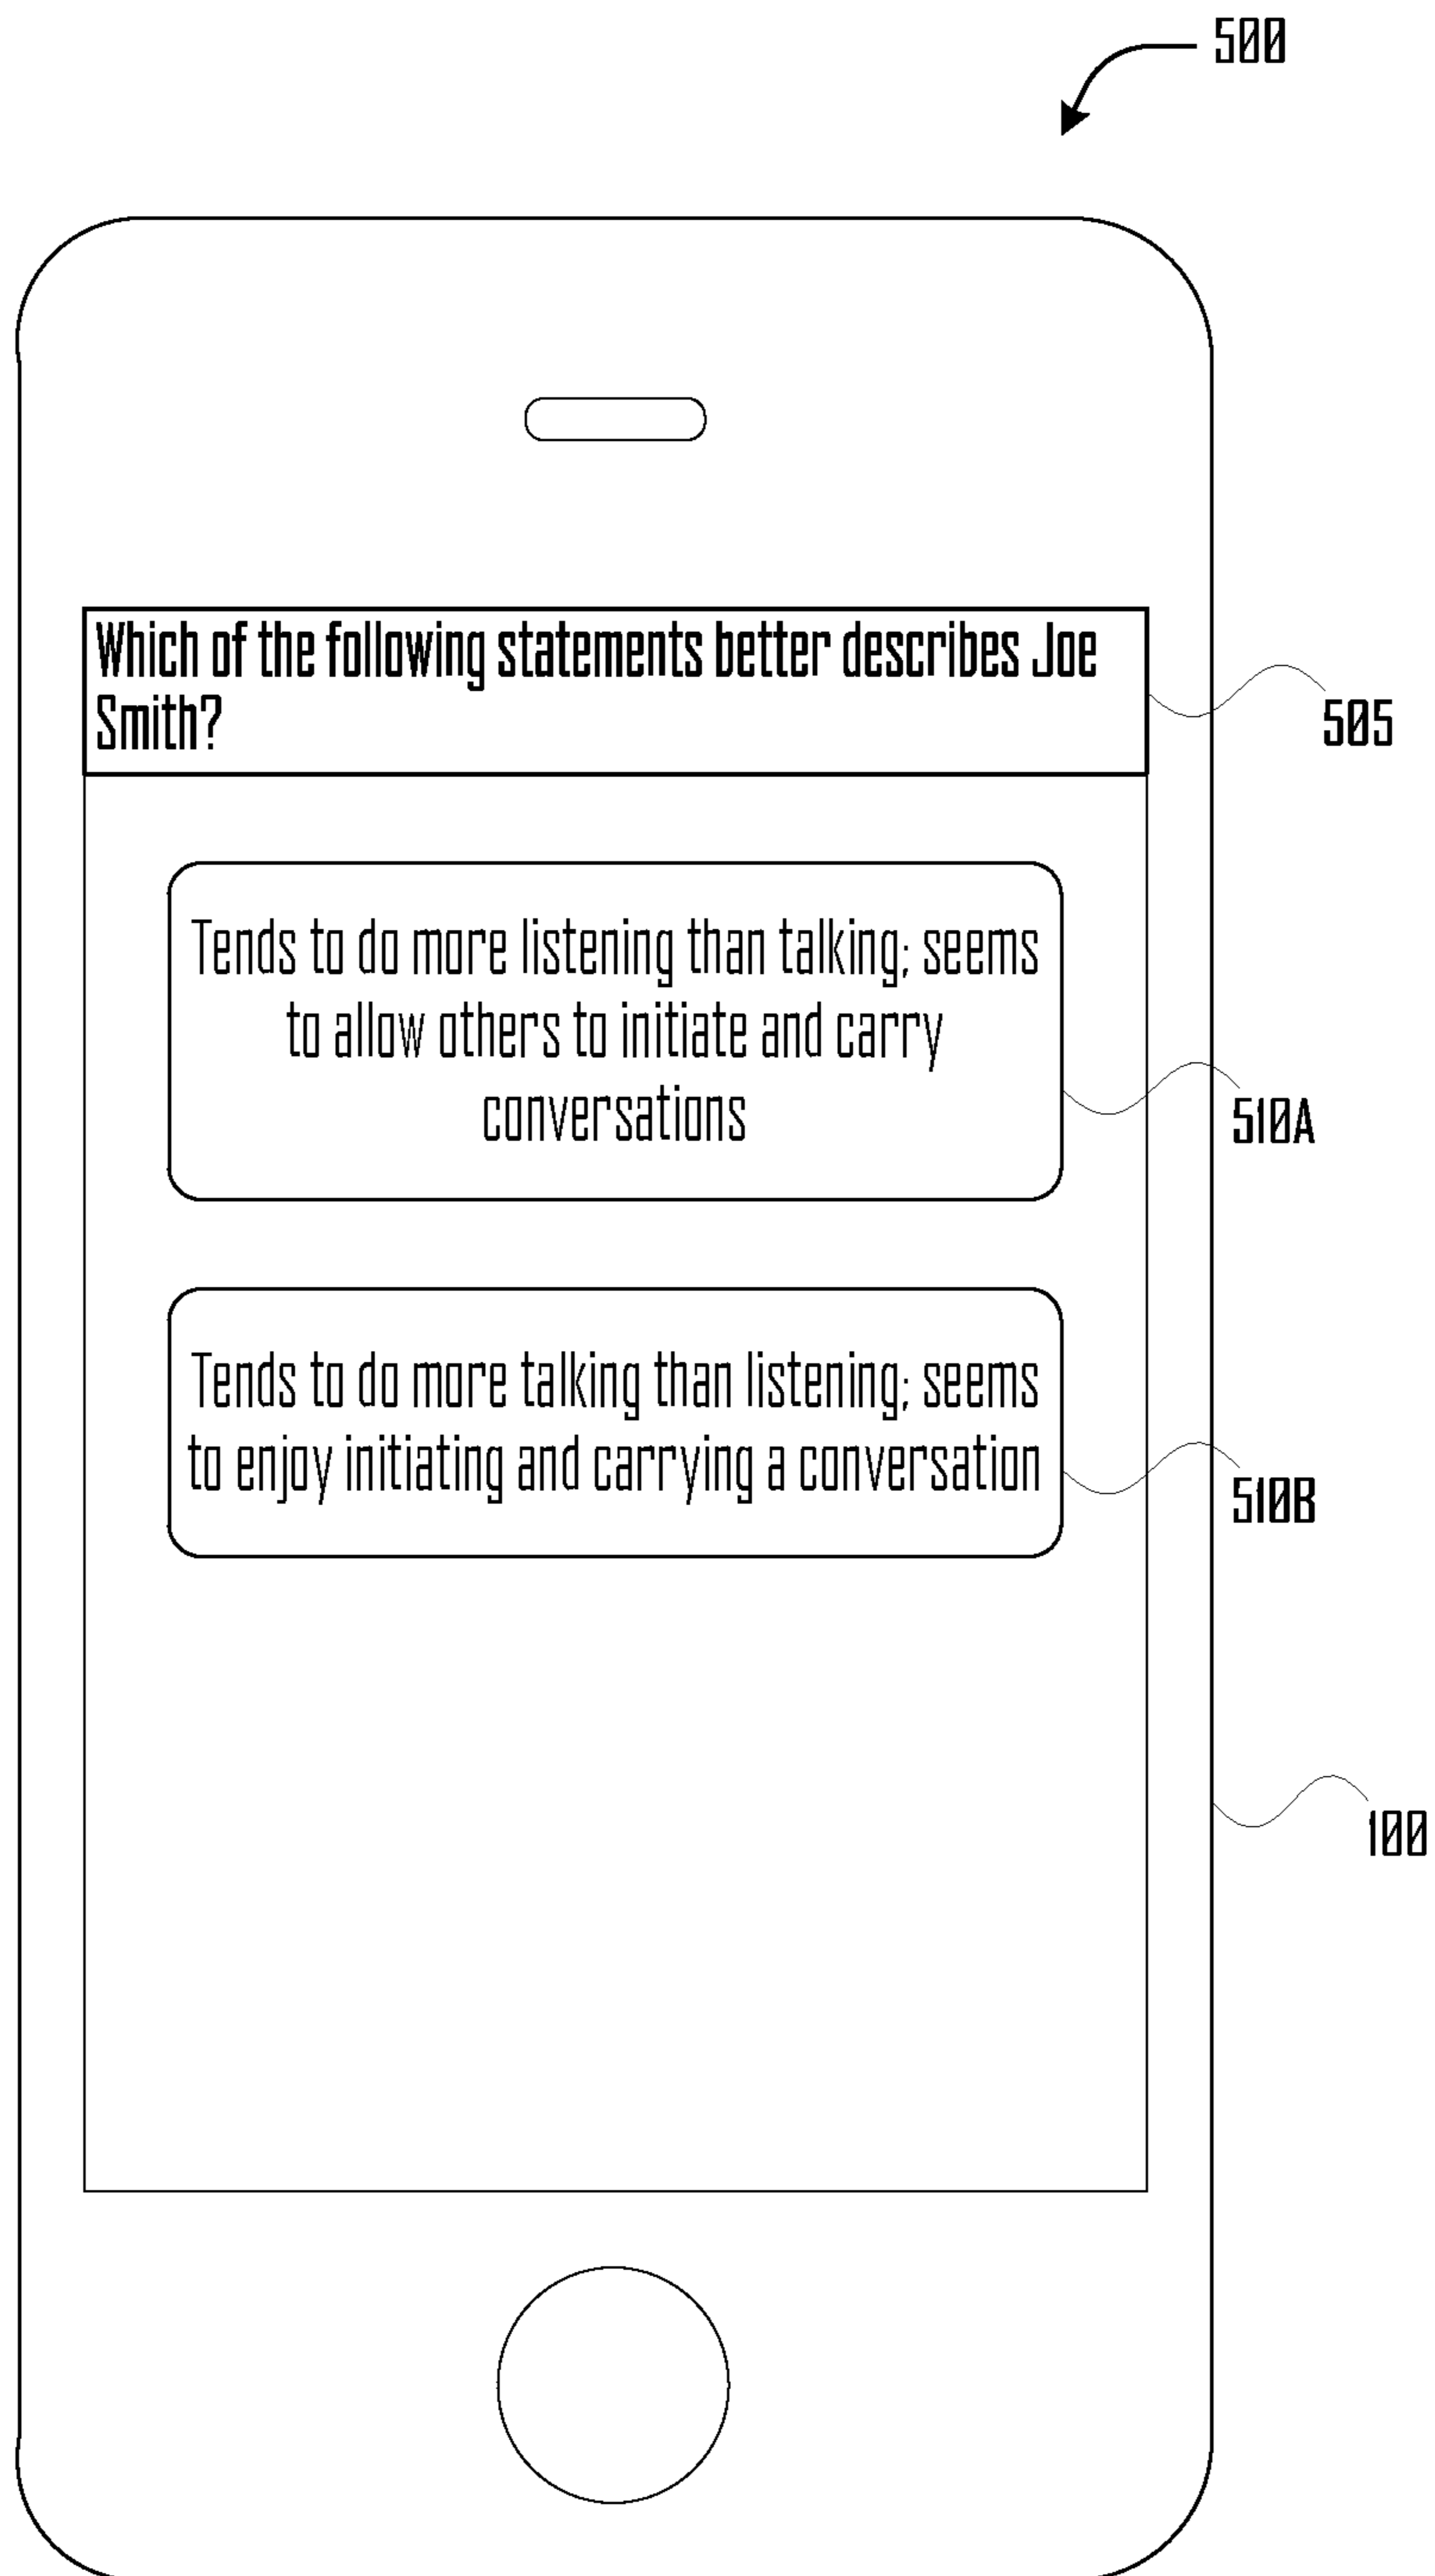 500
Which of the following statements better describes Joe
Smith?
505
Tends to do more listening than talking; seems
to allow others to initiate and carry
conversations
510A
Tends to do more talking than listening; seems
to enjoy initiating and carrying a conversation
510B
100